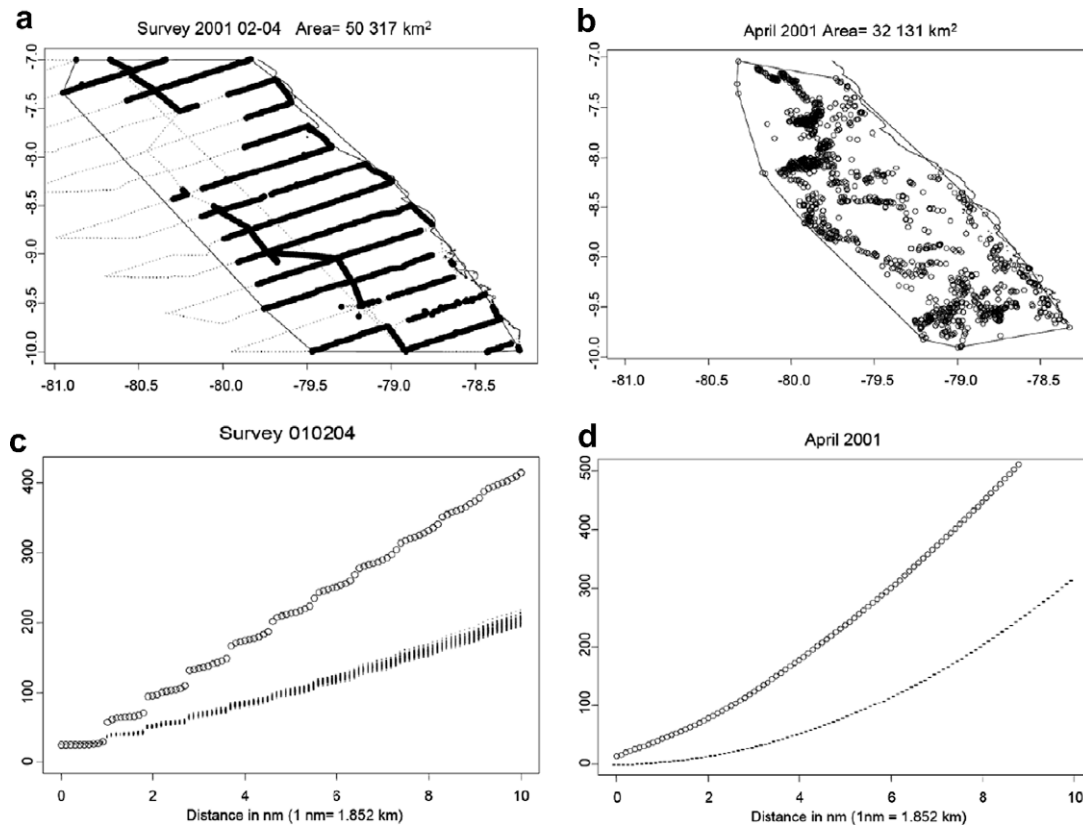 a
Survey 2001 02-04 Area= 50 317 km²
-7.0
-7.5
-8.0
-8.5
-9.0
-9.5
-10.0
-81.0 -80.5 -80.0 -79.5 -79.0 -78.5
b
April 2001 Area= 32 131 km²
-7.0
-7.5
-8.0
-8.5
-9.0
-9.5
-10.0
-81.0 -80.5 -80.0 -79.5 -79.0 -78.5
c
Survey 010204
400
300
200
100
0
0 2 4 6 8 10
Distance in nm (1 nm= 1.852 km)
d
April 2001
500
400
300
200
100
0
0 2 4 6 8 10
Distance in nm (1nm= 1.852 km)